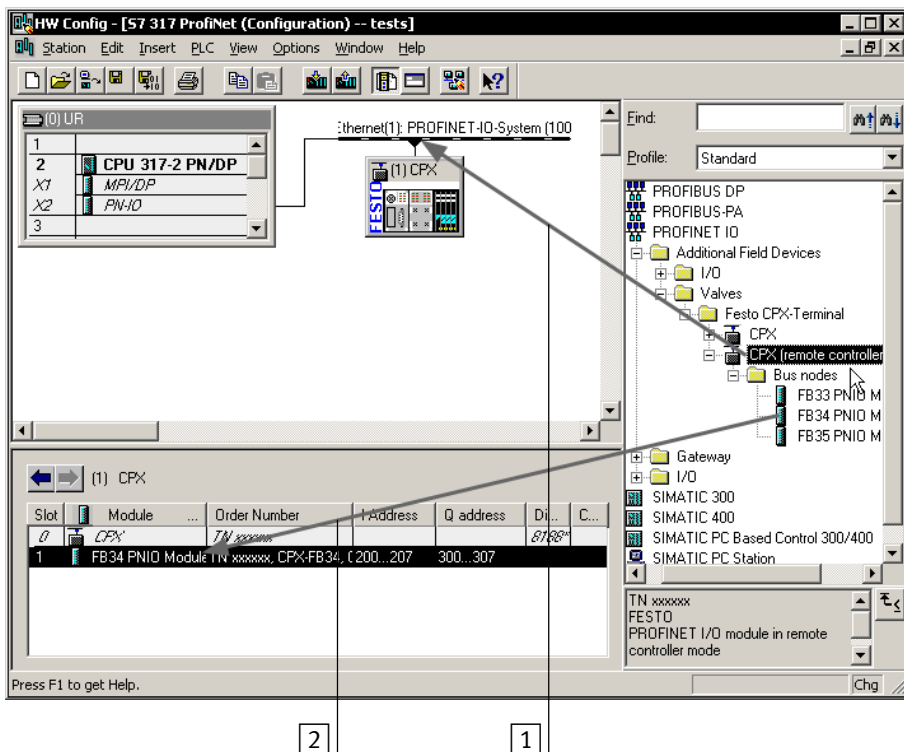 HW Config - [S7 317 ProfiNet (Configuration) -- tests]
Station Edit Insert PLC View Options Window Help
(0) UR
1
2 CPU 317-2 PN/DP
X1 MPI/DP
X2 PN-IO
3
:thernet(1): PROFINET-IO-System (100
(1) CPX
FESTO
Find:
Profile: Standard
PROFIBUS DP
PROFIBUS-PA
PROFINET IO
Additional Field Devices
I/O
Valves
Festo CPX-Terminal
CPX
CPX (remote controller
Bus nodes
FB33 PNIO M
FB34 PNIO M
FB35 PNIO M
Gateway
I/O
SIMATIC 300
SIMATIC 400
SIMATIC PC Based Control 300/400
SIMATIC PC Station
(1) CPX
Slot Module ... Order Number I Address Q address Di... C...
0 CPX TN xxxxxx 8186*
1 FB34 PNIO Module TN xxxxxx, CPX-FB34, 0 200...207 300...307
TN xxxxxx
FESTO
PROFINET I/O module in remote
controller mode
Press F1 to get Help. Chg
2 1